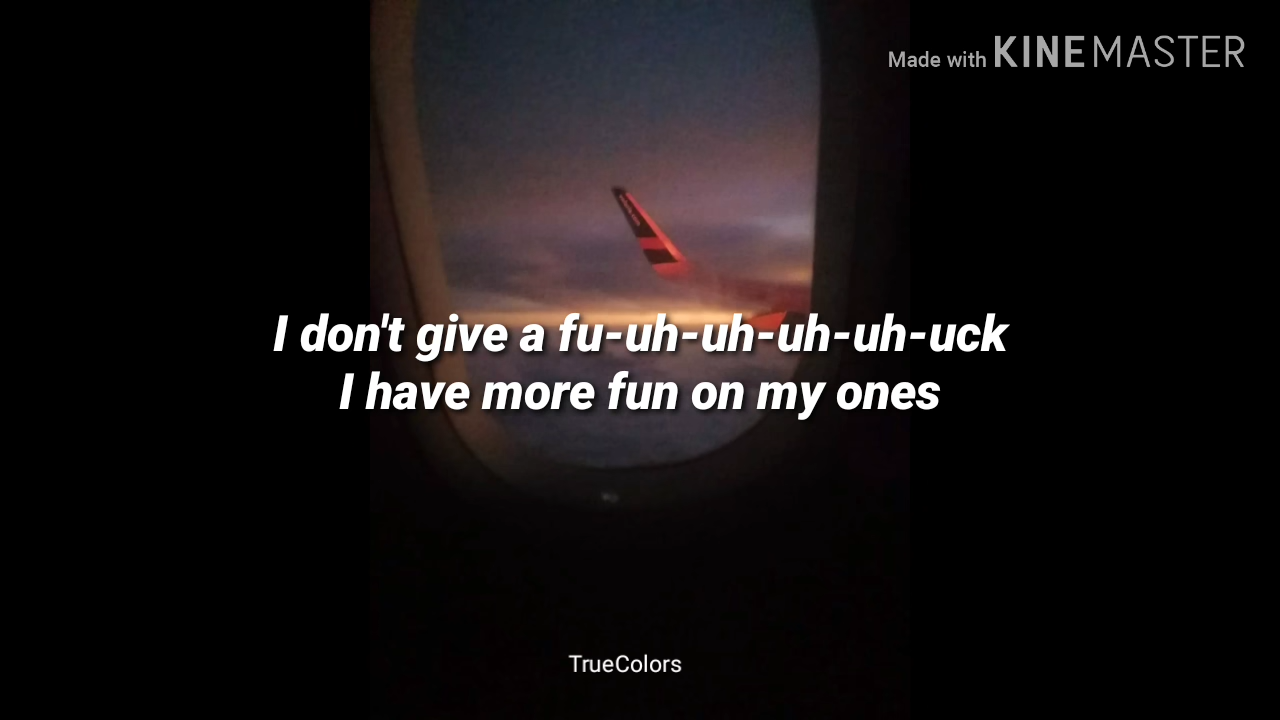 Made with KINEMASTER
I don't give a fu-uh-uh-uh-uh-uck
I have more fun on my ones
TrueColors